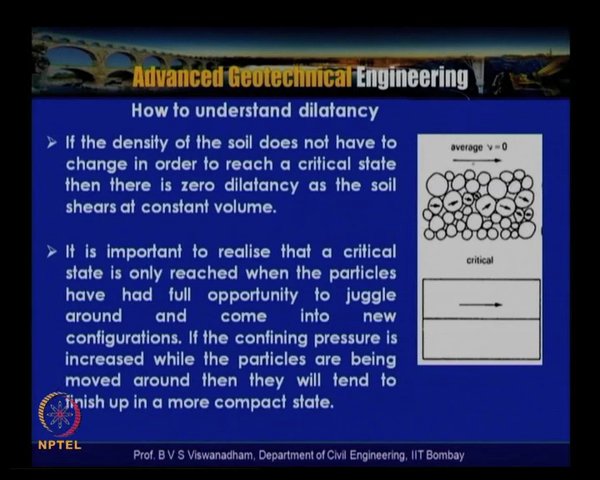 Advanced Geotechnical Engineering
How to understand dilatancy
If the density of the soil does not have to
change in order to reach a critical state
then there is zero dilatancy as the soil
shears at constant volume.
It is important to realise that a critical
state is only reached when the particles
have had full opportunity to juggle
around and come into new
configurations. If the confining pressure is
increased while the particles are being
moved around then they will tend to
finish up in a more compact state.
average ν = 0
critical
NPTEL
Prof. B V S Viswanadham, Department of Civil Engineering, IIT Bombay